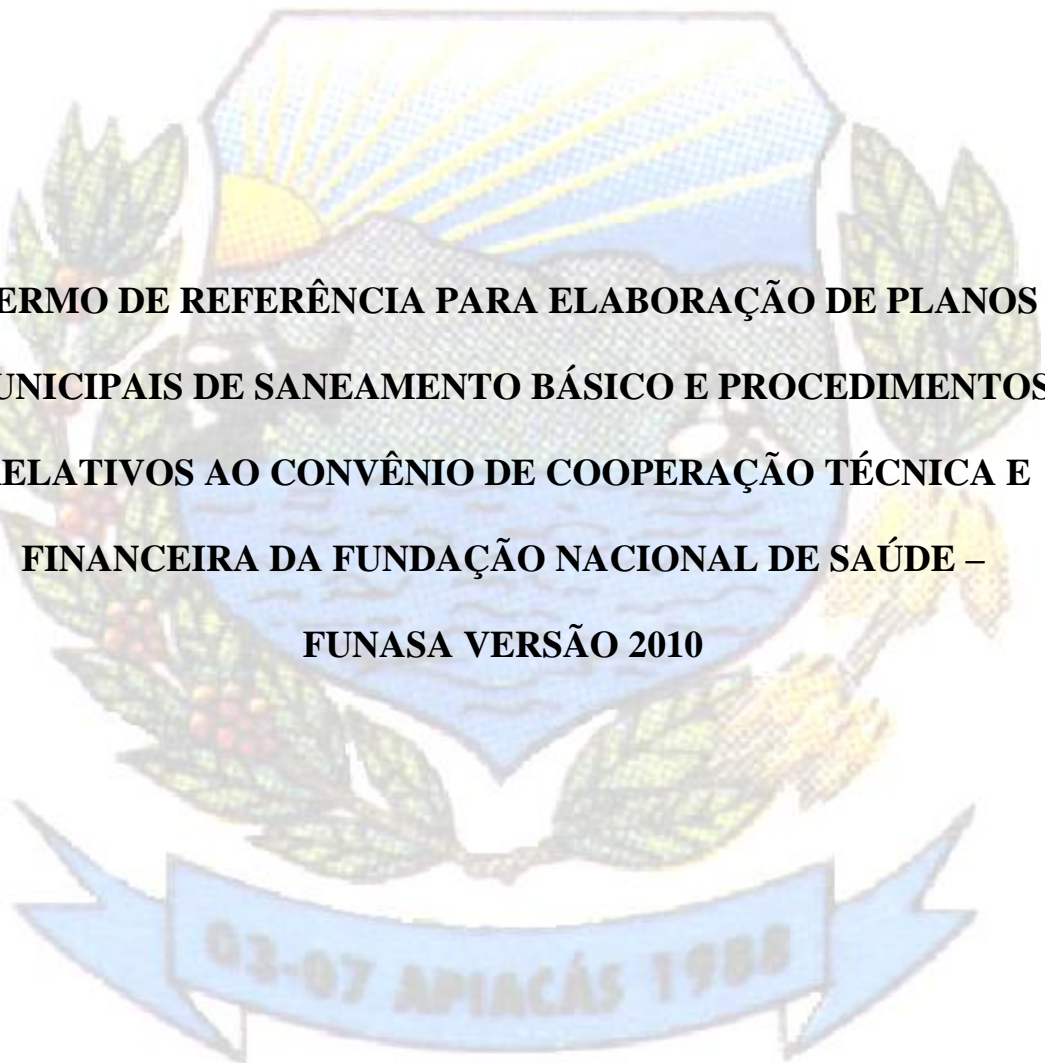 ERMO DE REFERÊNCIA PARA ELABORAÇÃO DE PLANOS
UNICIPAIS DE SANEAMENTO BÁSICO E PROCEDIMENTOS
ELATIVOS AO CONVÊNIO DE COOPERAÇÃO TÉCNICA E
FINANCEIRA DA FUNDAÇÃO NACIONAL DE SAÚDE –
FUNASA VERSÃO 2010
03-07 APIACÁS 1988